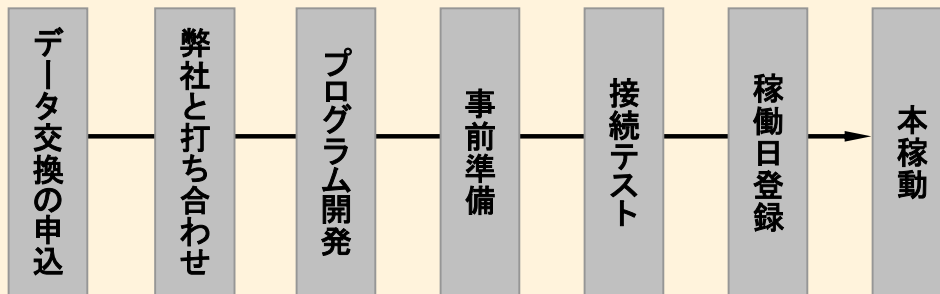 データ交換の申込
弊社と打ち合わせ
プログラム開発
事前準備
接続テスト
稼働日登録
本稼動